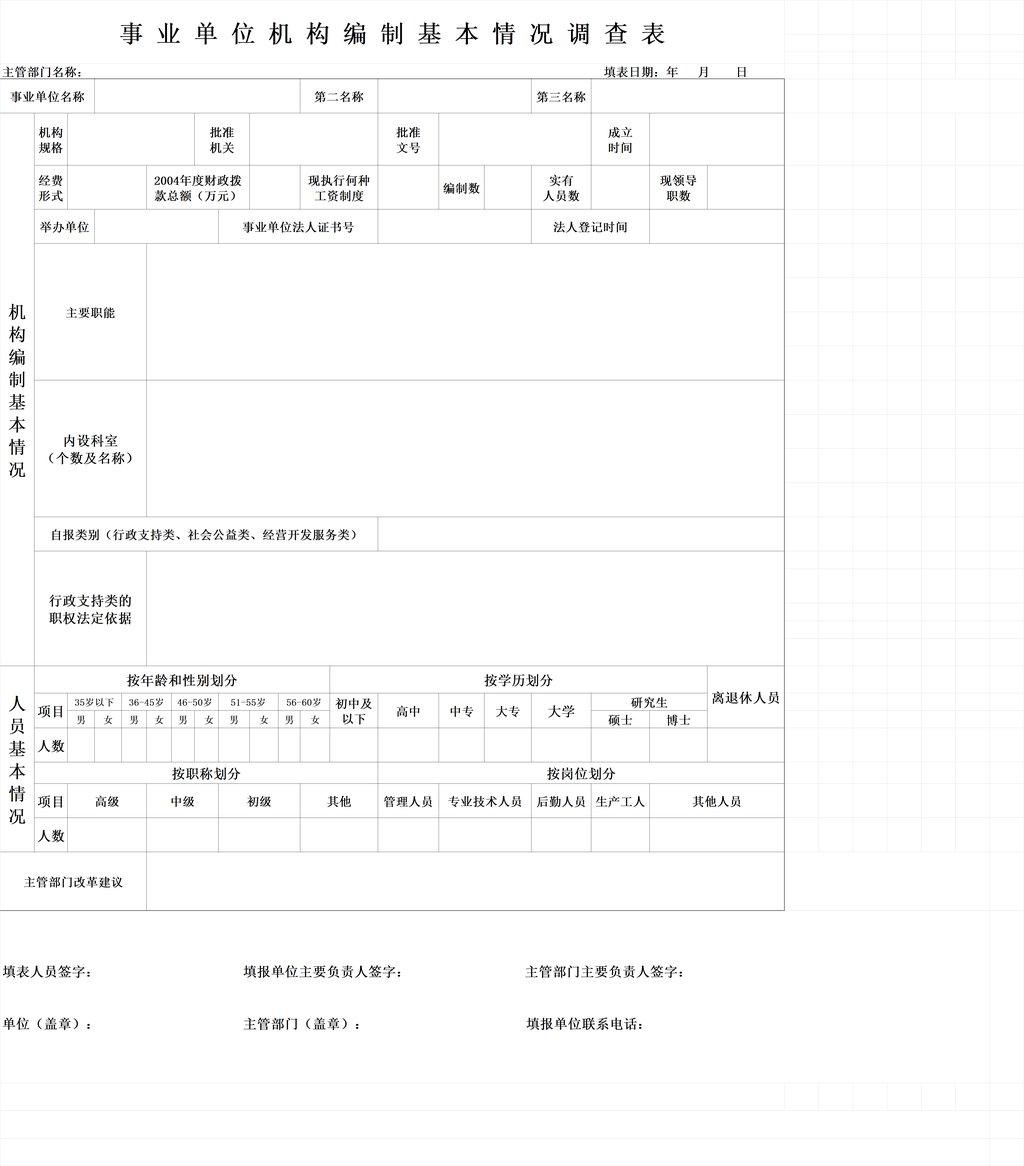 事业单位机构编制基本情况调查表
主管部门名称： 填表日期：年 月 日
事业单位名称 第二名称 第三名称
机构编制基本情况
机构规格 批准机关 批准文号 成立时间
经费形式 2004年度财政拨款总额（万元） 现执行何种工资制度 编制数 实有人员数 现领导职数
举办单位 事业单位法人证书号 法人登记时间
主要职能
内设科室
（个数及名称）
自报类别（行政支持类、社会公益类、经营开发服务类）
行政支持类的
职权法定依据
人员基本情况
按年龄和性别划分 按学历划分 离退休人员
项目 35岁以下 36-45岁 46-50岁 51-55岁 56-60岁 初中及以下 高中 中专 大专 大学 研究生
男 女 男 女 男 女 男 女 男 女 硕士 博士
人数
按职称划分 按岗位划分
项目 高级 中级 初级 其他 管理人员 专业技术人员 后勤人员 生产工人 其他人员
人数
主管部门改革建议
填表人员签字： 填报单位主要负责人签字： 主管部门主要负责人签字：
单位（盖章）： 主管部门（盖章）： 填报单位联系电话：